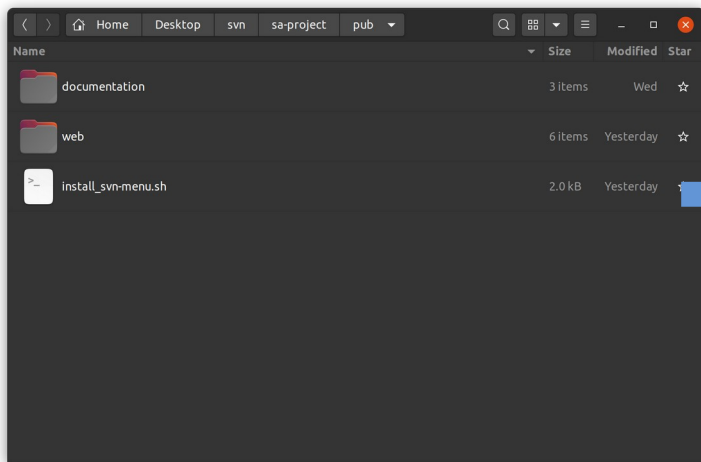 Home Desktop svn sa-project pub
Name Size Modified Star
documentation 3 items Wed
web 6 items Yesterday
>_ install_svn-menu.sh 2.0 kB Yesterday